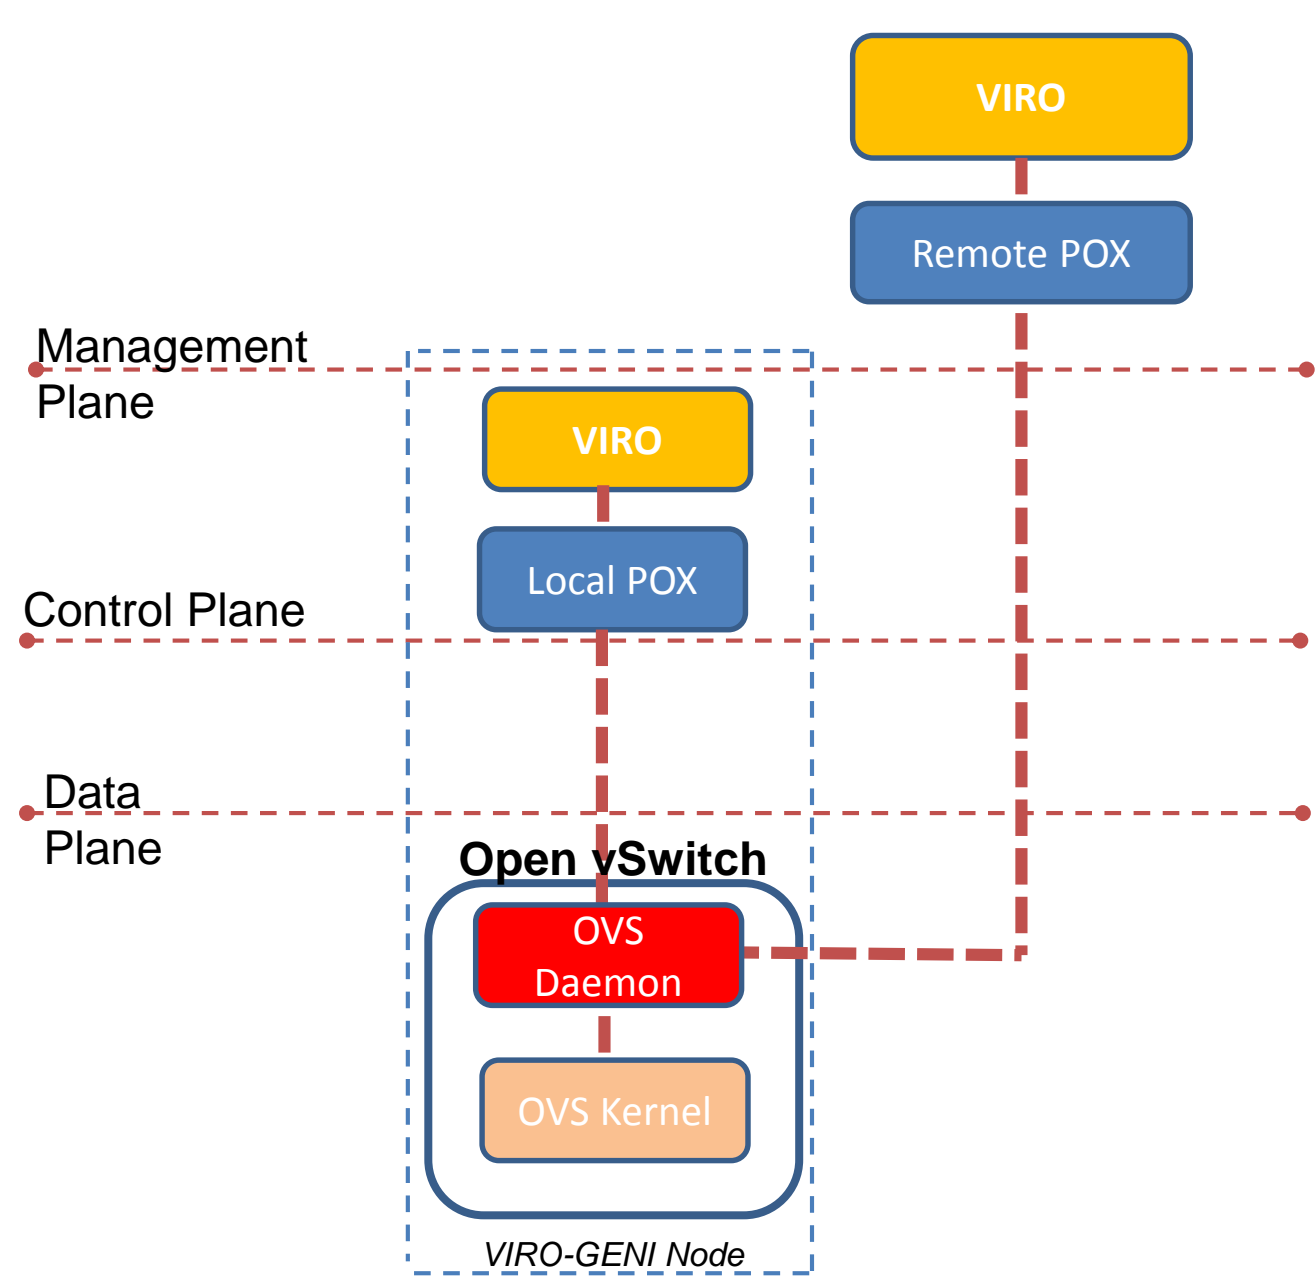 VIRO
Remote POX
Management
Plane
VIRO
Local POX
Control Plane
Data
Plane
Open vSwitch
OVS
Daemon
OVS Kernel
VIRO-GENI Node